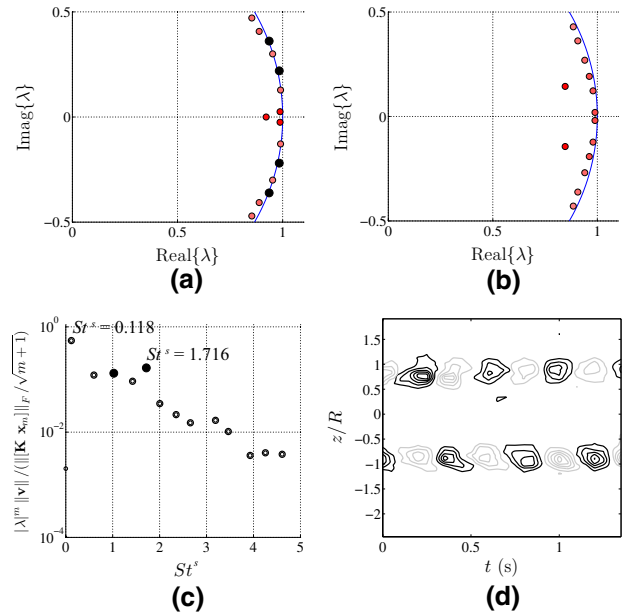 0.5
0
−0.5
0
0.5
1
Imag{λ}
Real{λ}
(a)
0.5
0
−0.5
0
0.5
1
Imag{λ}
Real{λ}
(b)
10^0
10^−2
10^−4
0
1
2
3
4
5
St^s = 0.118
St^s = 1.716
|λ|^m ||v|| /(||[K x_m]||_F /√m + 1)
St^s
(c)
1.5
1
0.5
0
−0.5
−1
−1.5
−2
0
0.5
1
z/R
t (s)
(d)